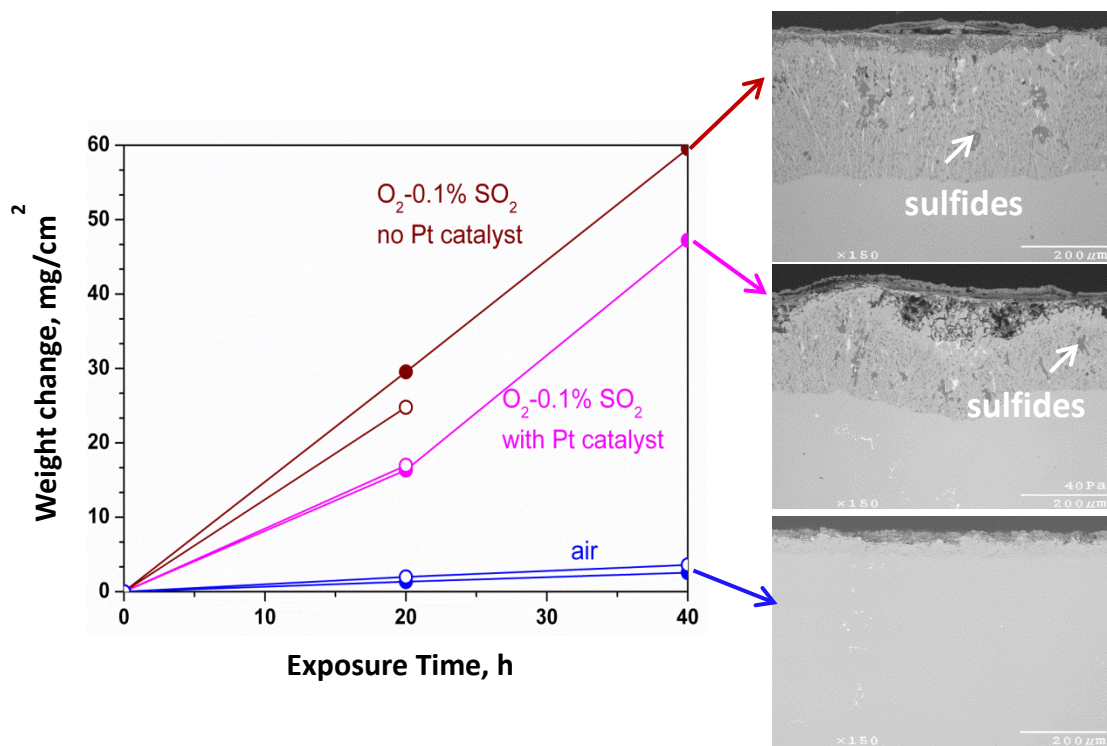 60
50
40
30
20
10
0
0
10
20
30
40
Weight change, mg/cm²
Exposure Time, h
O₂-0.1% SO₂
no Pt catalyst
O₂-0.1% SO₂
with Pt catalyst
air
sulfides
×150
200µm
sulfides
40Pa
×150
200µm
×150
200µm